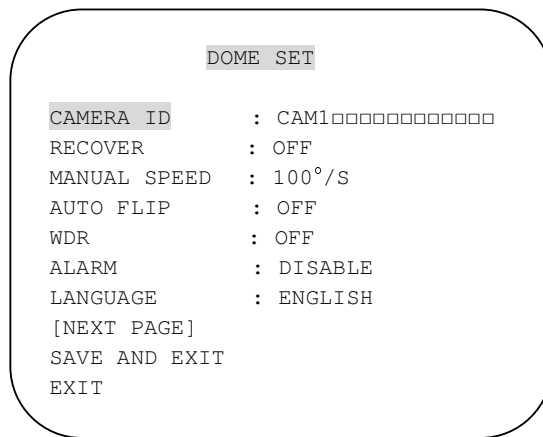 DOME SET
CAMERA ID : CAM1□□□□□□□□□□□□
RECOVER : OFF
MANUAL SPEED : 100°/S
AUTO FLIP : OFF
WDR : OFF
ALARM : DISABLE
LANGUAGE : ENGLISH
[NEXT PAGE]
SAVE AND EXIT
EXIT